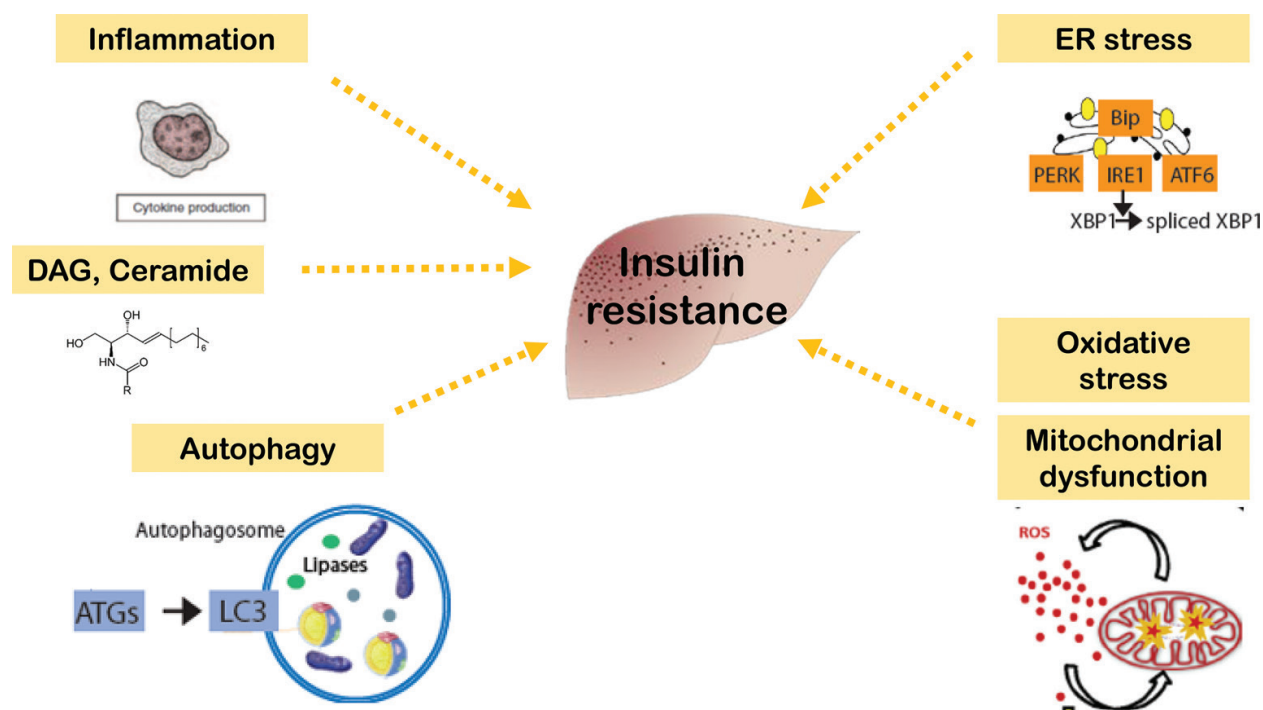 Inflammation
Cytokine production
DAG, Ceramide
OH
HO
HN
O
R
6
Autophagy
Autophagosome
Lipases
ATGs
LC3
Insulin
resistance
ER stress
Bip
PERK
IRE1
ATF6
XBP1
spliced XBP1
Oxidative
stress
Mitochondrial
dysfunction
ROS